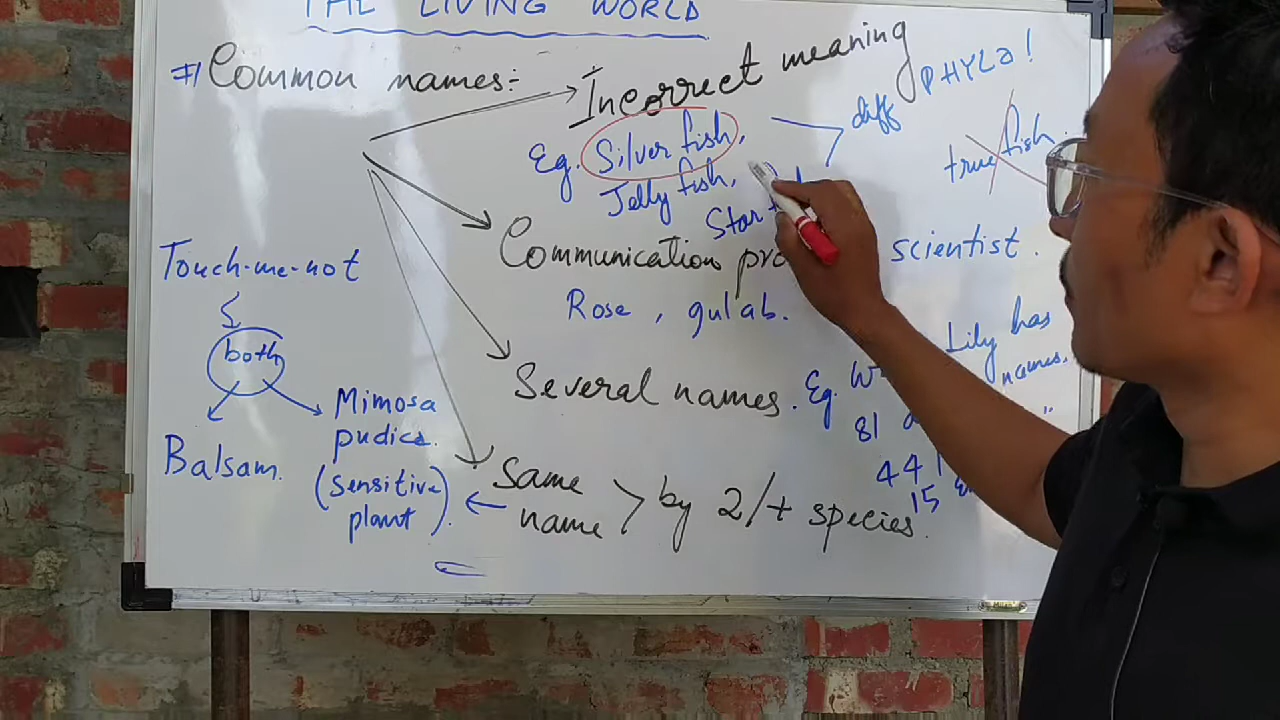 THE LIVING WORLD
# Common names:-
Incorrect meaning
Eg. Silver fish,
Jelly fish,
Star
diff PHYLA!
true fish.
Communication scientist.
Rose, gulab.
Several names. Eg.
Lily has
names.
81
44
15
"
Same
name > by 2/+ species.
Touch-me-not
both
Balsam.
Mimosa
pudica.
(sensitive
plant).